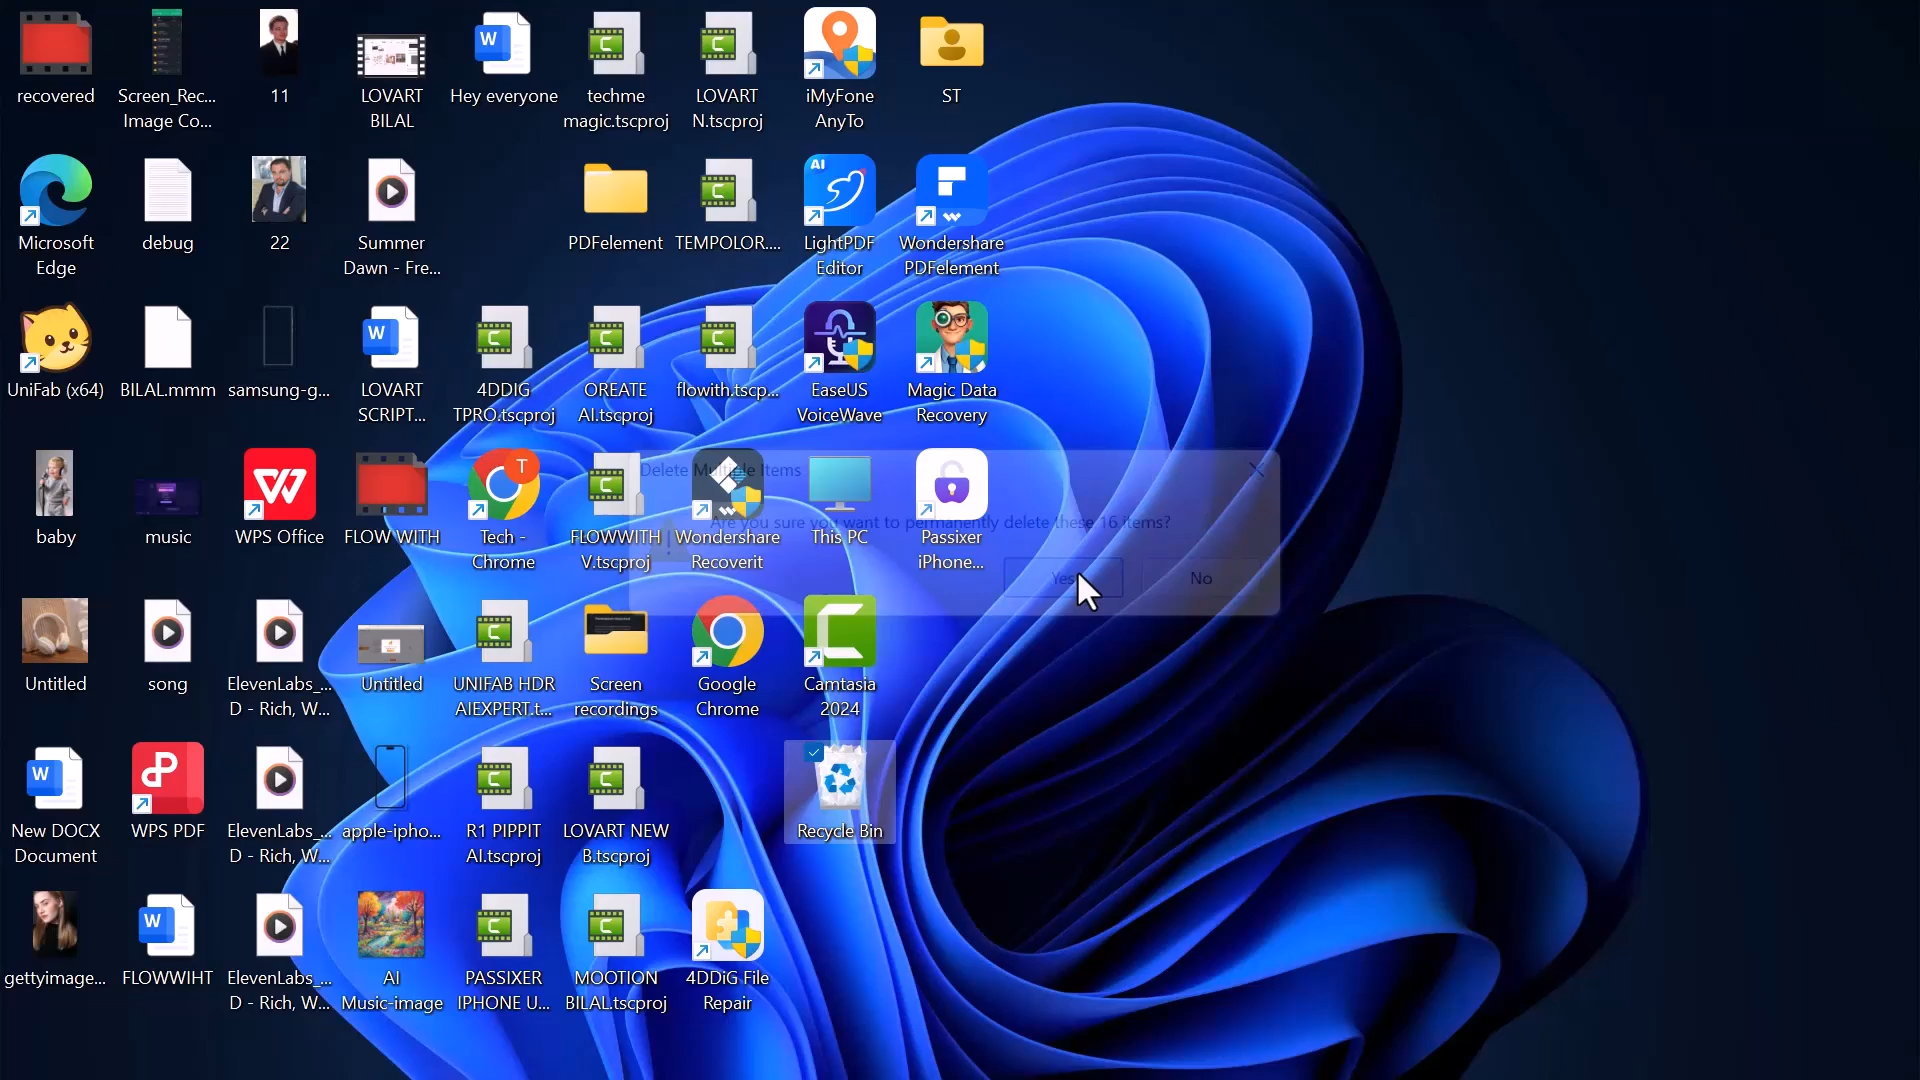 recovered
Screen_Rec...
Image Co...
11
LOVART
BILAL
Hey everyone
techme
magic.tscproj
LOVART
N.tscproj
iMyFone
AnyTo
ST
Microsoft
Edge
debug
22
Summer
Dawn - Fre...
PDFelement
TEMPOLOR....
AI
LightPDF
Editor
Wondershare
PDFelement
UniFab (x64)
BILAL.mmm
samsung-g...
LOVART
SCRIPT...
4DDIG
TPRO.tscproj
OREATE
AI.tscproj
flowith.tscp...
EaseUS
VoiceWave
Magic Data
Recovery
Delete Multiple Items
Are you sure you want to permanently delete these 16 items?
Yes
No
baby
music
WPS Office
FLOW WITH
T
Tech -
Chrome
FLOWWITH
V.tscproj
Wondershare
Recoverit
This PC
Passixer
iPhone...
Untitled
song
ElevenLabs_...
D - Rich, W...
Untitled
UNIFAB HDR
AIEXPERT.t...
Screen
recordings
Google
Chrome
Camtasia
2024
New DOCX
Document
WPS PDF
ElevenLabs_...
D - Rich, W...
apple-ipho...
R1 PIPPIT
AI.tscproj
LOVART NEW
B.tscproj
Recycle Bin
gettyimage...
FLOWWIHT
ElevenLabs_...
D - Rich, W...
AI
Music-image
PASSIXER
IPHONE U...
MOOTION
BILAL.tscproj
4DDiG File
Repair